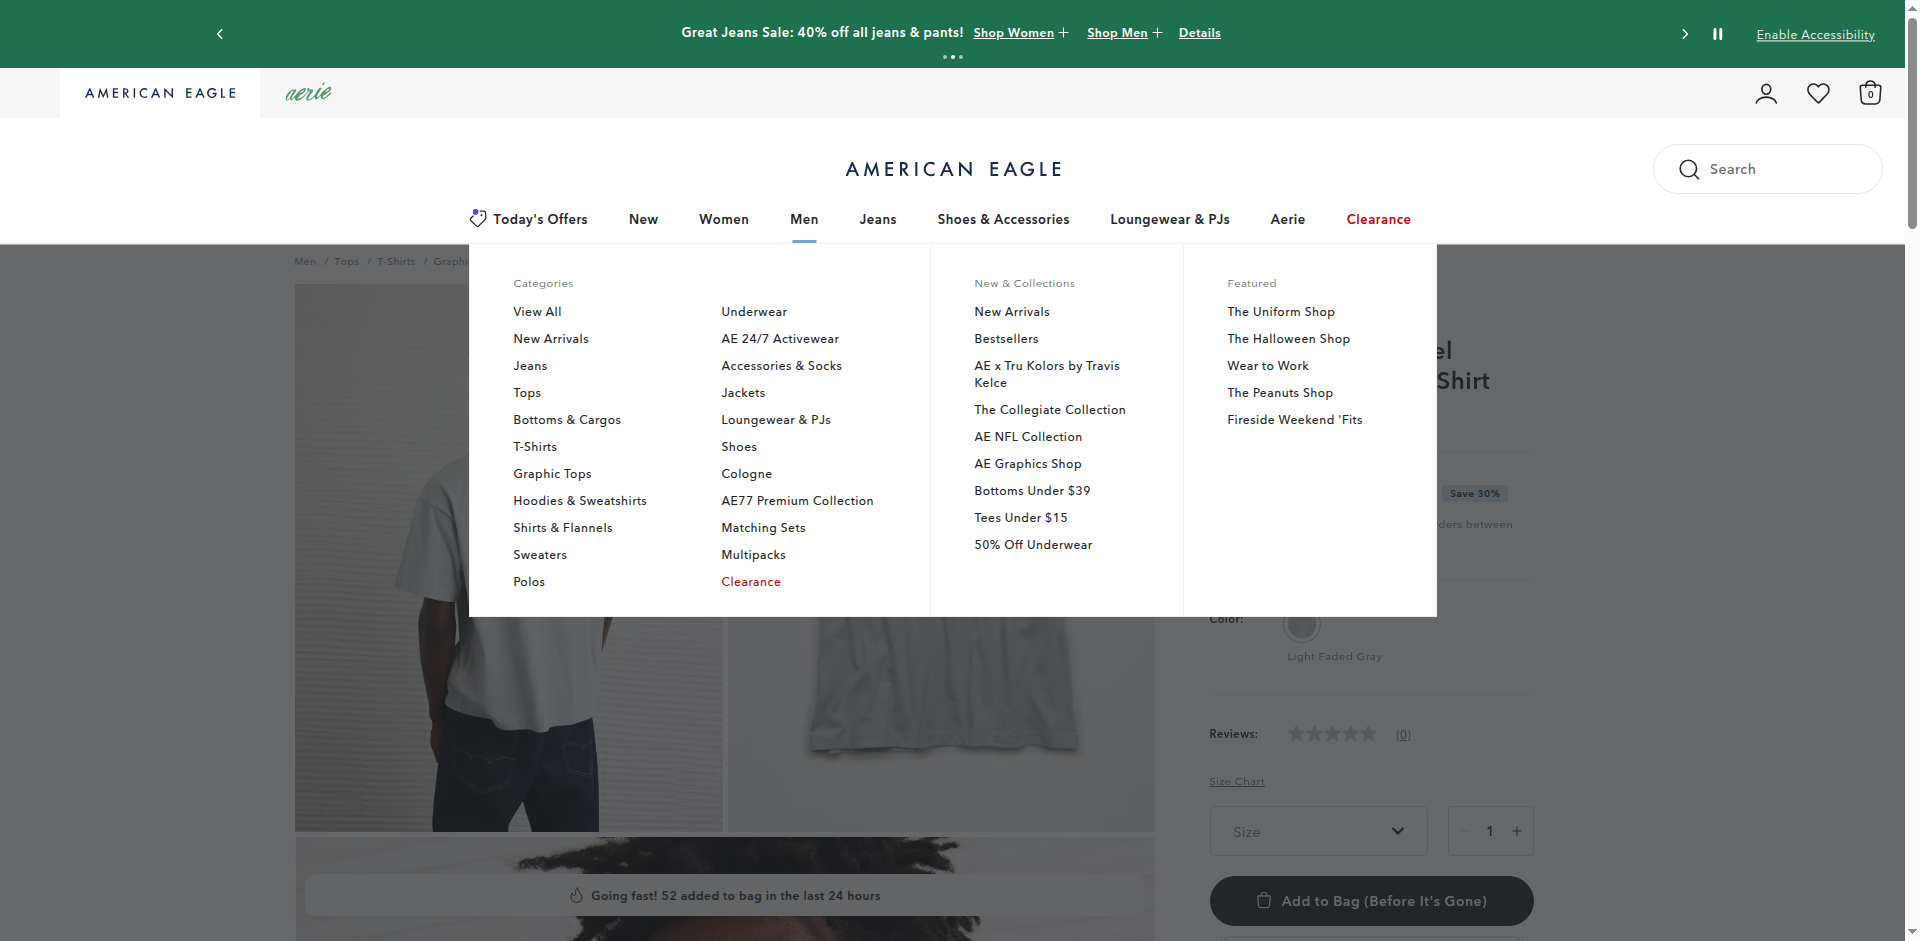 Great Jeans Sale: 40% off all jeans & pants! Shop Women + Shop Men + Details
Enable Accessibility
AMERICAN EAGLE
aerie
0
AMERICAN EAGLE
Search
Today's Offers
New
Women
Men
Jeans
Shoes & Accessories
Loungewear & PJs
Aerie
Clearance
Men / Tops / T-Shirts /
Categories
View All
New Arrivals
Jeans
Tops
Bottoms & Cargos
T-Shirts
Graphic Tops
Hoodies & Sweatshirts
Shirts & Flannels
Sweaters
Polos
Underwear
AE 24/7 Activewear
Accessories & Socks
Jackets
Loungewear & PJs
Shoes
Cologne
AE77 Premium Collection
Matching Sets
Multipacks
Clearance
New & Collections
New Arrivals
Bestsellers
AE x Tru Kolors by Travis
Kelce
The Collegiate Collection
AE NFL Collection
AE Graphics Shop
Bottoms Under $39
Tees Under $15
50% Off Underwear
Featured
The Uniform Shop
The Halloween Shop
Wear to Work
The Peanuts Shop
Fireside Weekend 'Fits
Shirt
Save 30%
between
Color:
Light Faded Gray
Reviews:
(0)
Size Chart
Size
- 1 +
Going fast! 52 added to bag in the last 24 hours
Add to Bag (Before It's Gone)